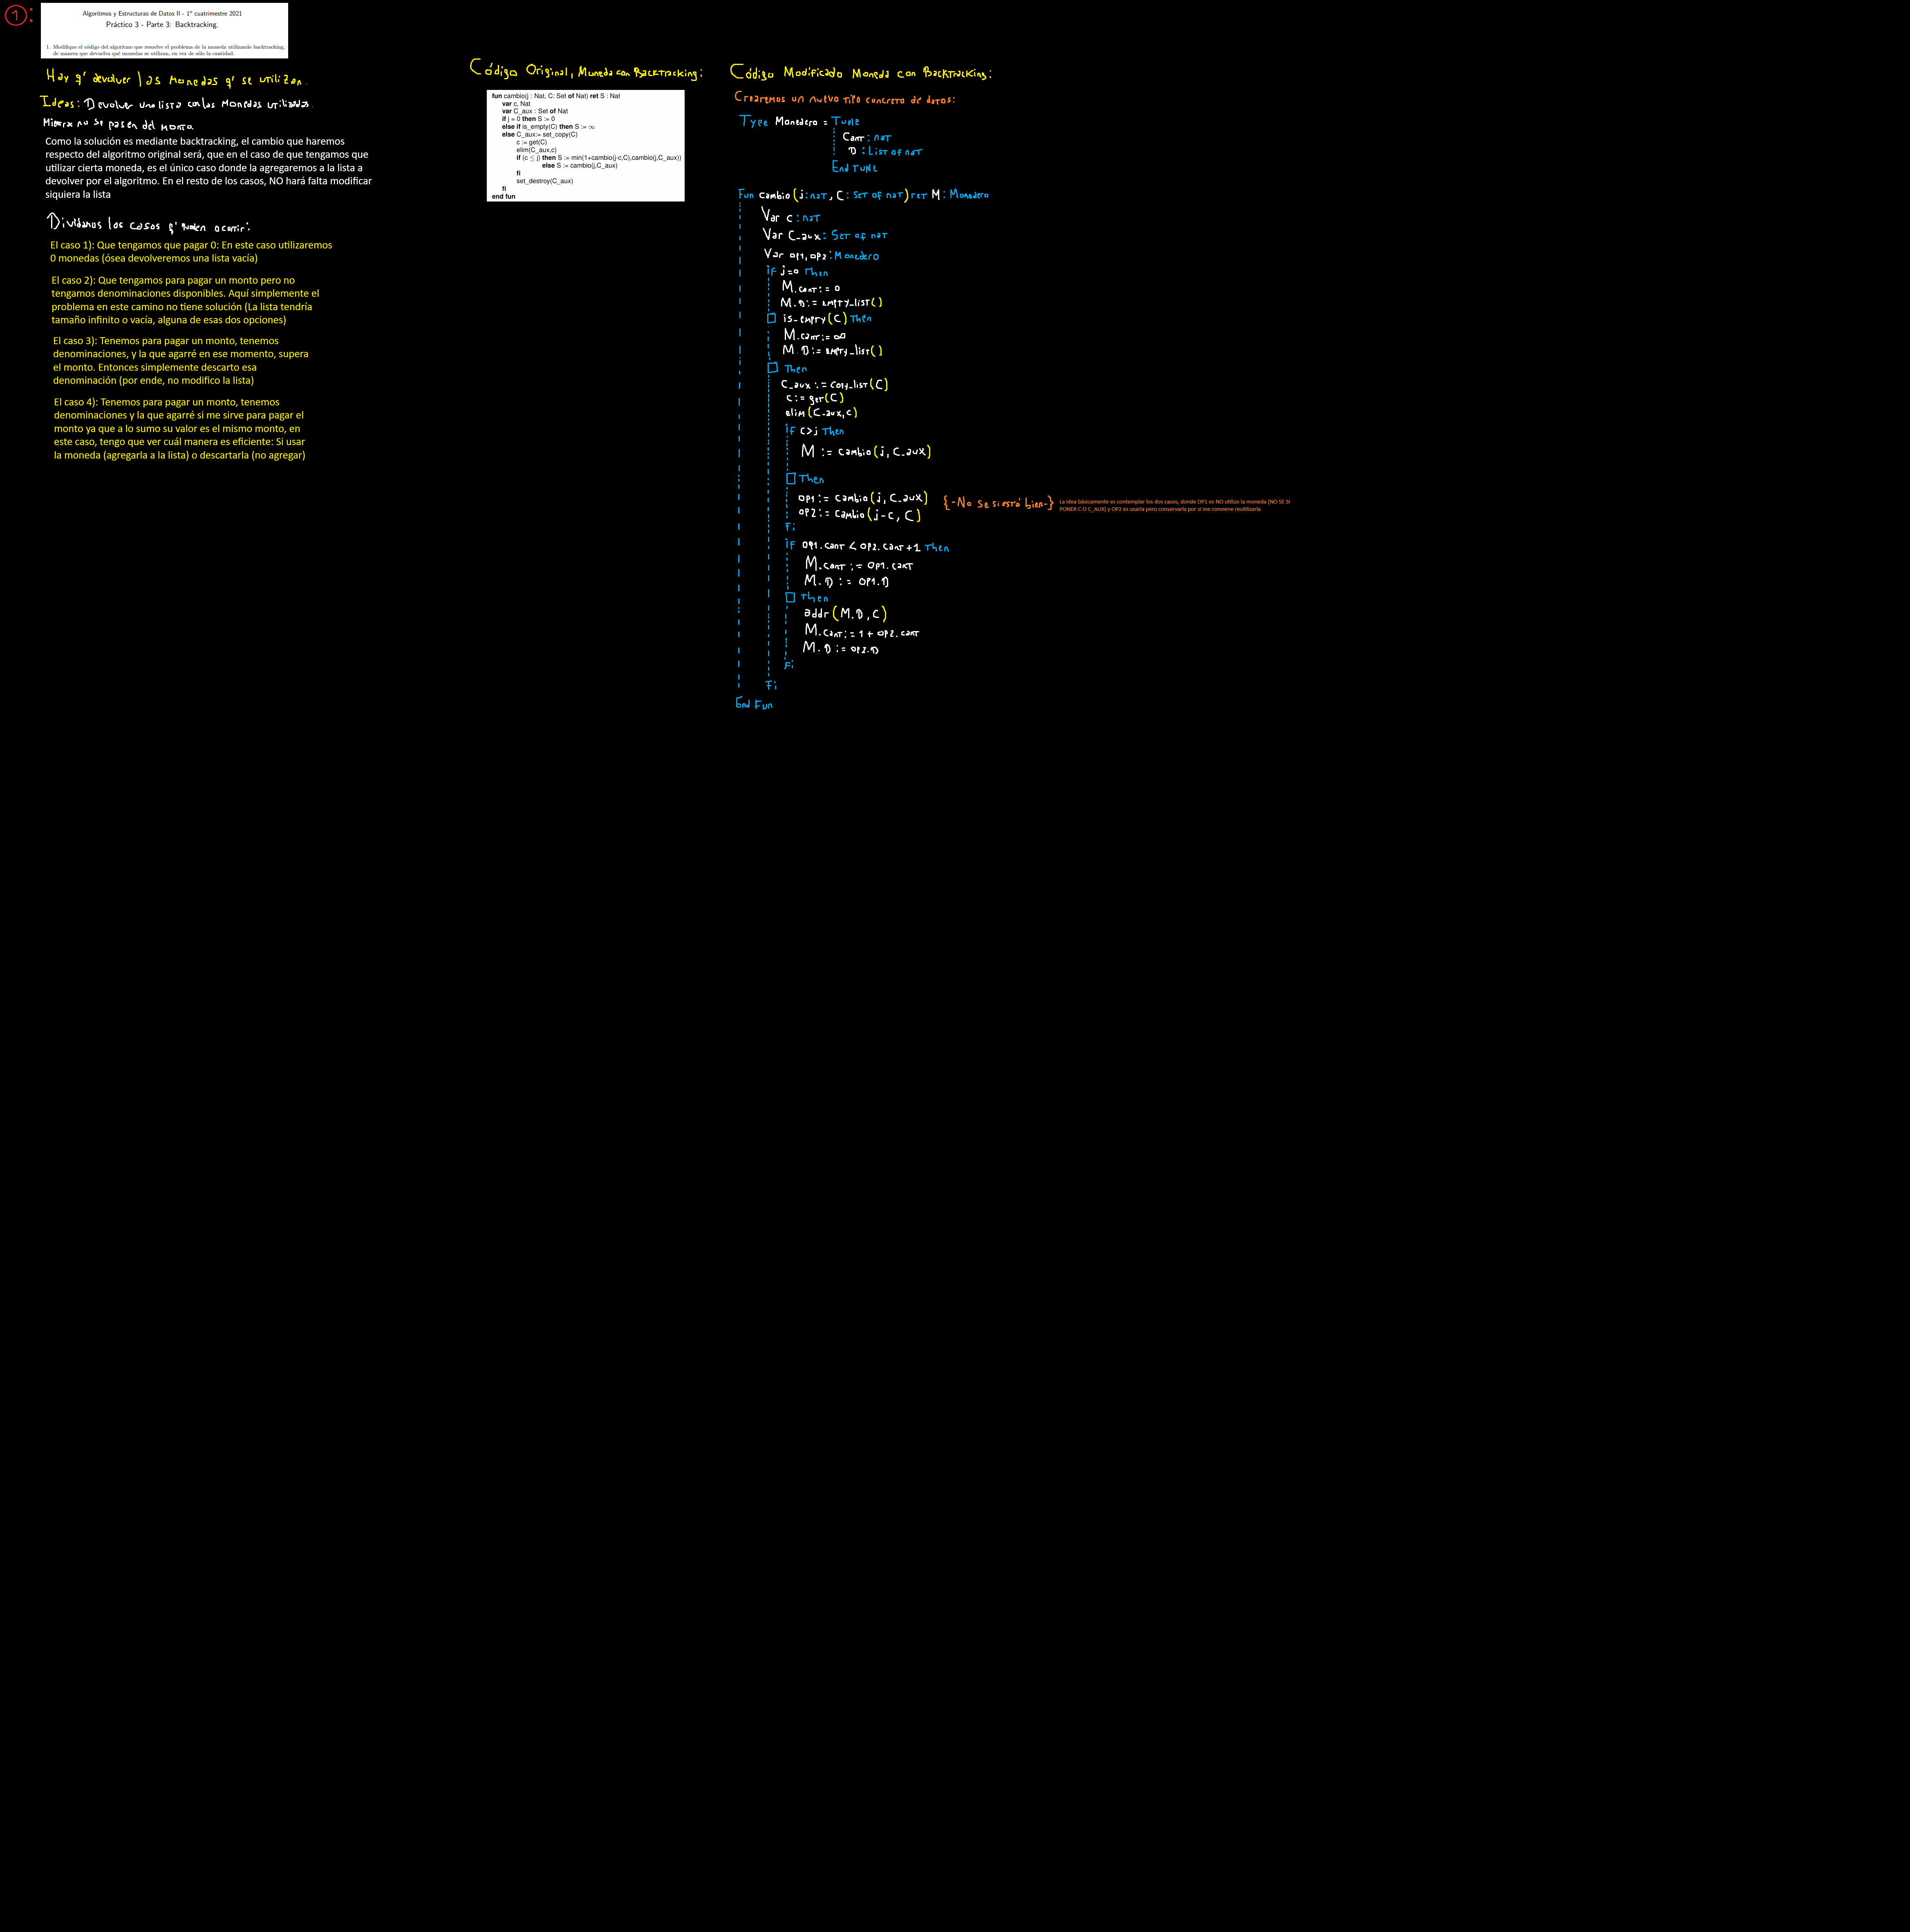 1:
Algoritmos y Estructuras de Datos II - 1° cuatrimestre 2021
Práctico 3 - Parte 3: Backtracking.
1. Modifique el código del algoritmo que resuelve el problema de la moneda utilizando backtracking,
de manera que devuelva qué monedas se utilizan, en vez de sólo la cantidad.
Hay q' devolver las monedas q' se utilizan.
Ideas: Devolver una lista con las monedas utilizadas.
no se pasen del monto.
Como la solución es mediante backtracking, el cambio que haremos
respecto del algoritmo original será, que en el caso de que tengamos que
utilizar cierta moneda, es el único caso donde la agregaremos a la lista a
devolver por el algoritmo. En el resto de los casos, NO hará falta modificar
siquiera la lista
Dividamos los casos q' pueden ocurrir:
El caso 1): Que tengamos que pagar 0: En este caso utilizaremos
0 monedas (ósea devolveremos una lista vacía)
El caso 2): Que tengamos para pagar un monto pero no
tengamos denominaciones disponibles. Aquí simplemente el
problema en este camino no tiene solución (La lista tendría
tamaño infinito o vacía, alguna de esas dos opciones)
El caso 3): Tenemos para pagar un monto, tenemos
denominaciones, y la que agarré en ese momento, supera
el monto. Entonces simplemente descarto esa
denominación (por ende, no modifico la lista)
El caso 4): Tenemos para pagar un monto, tenemos
denominaciones y la que agarré si me sirve para pagar el
monto ya que a lo sumo su valor es el mismo monto, en
este caso, tengo que ver cuál manera es eficiente: Si usar
la moneda (agregarla a la lista) o descartarla (no agregar)
Código Original, Moneda con Backtracking:
fun cambio(j : Nat, C: Set of Nat) ret S : Nat
var c, Nat
var C_aux : Set of Nat
if j = 0 then S := 0
else if is_empty(C) then S := ∞
else C_aux:= set_copy(C)
c := get(C)
elim(C_aux,c)
if (c ≤ j) then S := min(1+cambio(j-c,C),cambio(j,C_aux))
else S := cambio(j,C_aux)
fi
set_destroy(C_aux)
fi
end fun
Código Modificado Moneda con Backtracking:
Crearemos un nuevo tipo concreto de datos:
Type Monedero = Tuple
Cant : nat
D : List of nat
End Tuple
Fun cambio (j:nat, C: Set of nat) ret M: Monedero
Var c : nat
Var C_aux : Set of nat
Var op1, op2 : Monedero
if j=0 Then
M.cant := 0
M.D := empty_list()
□ is_empty(C) Then
M.cant := ∞
M.D := empty_list()
□ Then
C_aux := copy_list(C)
c := get(C)
elim(C_aux,c)
if c>j Then
M := cambio(j, C_aux)
□ Then
op1 := cambio(j, C_aux) {-No se si está bien-}
La idea básicamente es contemplar los dos casos, donde OP1 es NO utilizo la moneda (NO SE SI
PONER C O C_AUX) y OP2 es usarla pero conservarla por si me conviene reutilizarla
op2 := cambio(j-c, C)
Fi
if op1.cant < op2.cant+1 Then
M.cant := op1.cant
M.D := op1.D
□ Then
addr(M.D,C)
M.cant := 1 + op2.cant
M.D := op2.D
Fi
Fi
End Fun